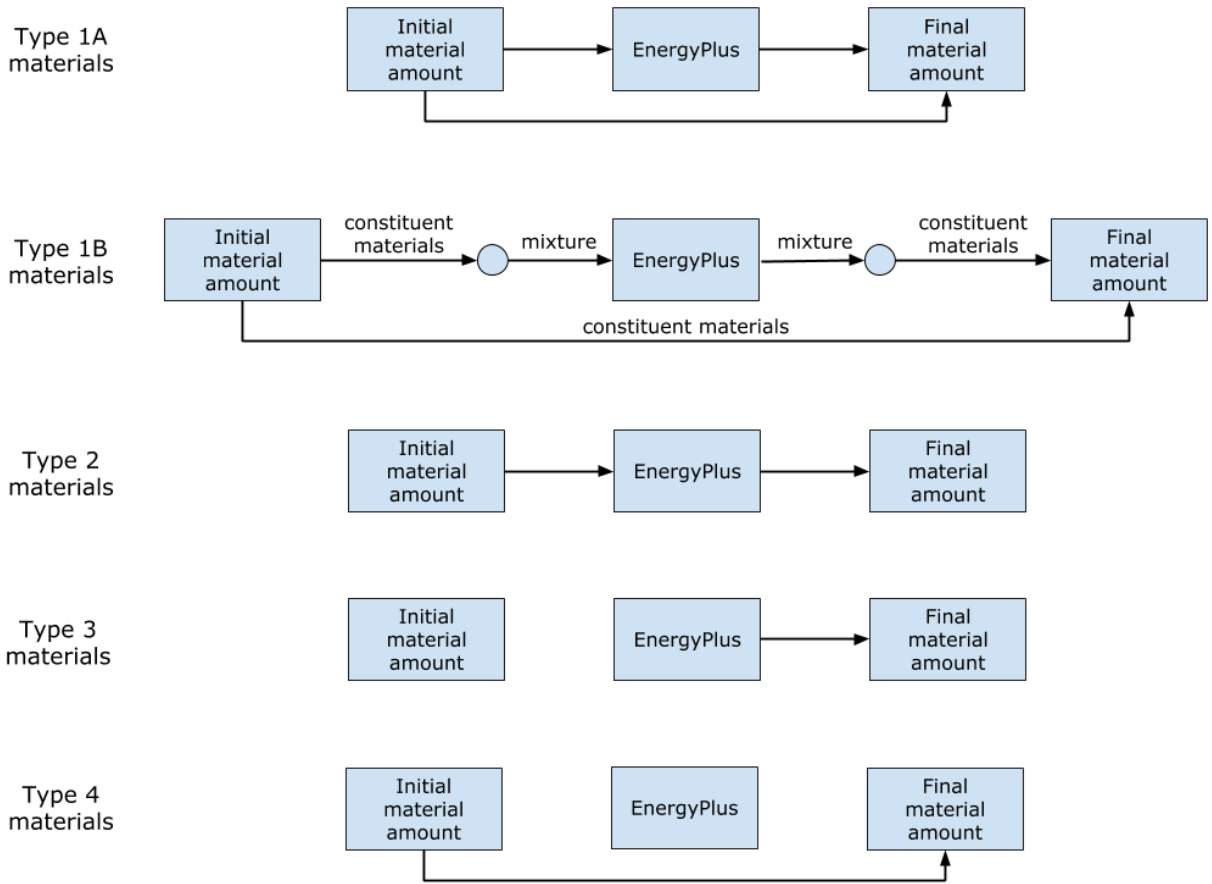 Type 1A
materials
Initial
material
amount
EnergyPlus
Final
material
amount
Type 1B
materials
Initial
material
amount
constituent
materials
mixture
EnergyPlus
mixture
constituent
materials
Final
material
amount
constituent materials
Type 2
materials
Initial
material
amount
EnergyPlus
Final
material
amount
Type 3
materials
Initial
material
amount
EnergyPlus
Final
material
amount
Type 4
materials
Initial
material
amount
EnergyPlus
Final
material
amount